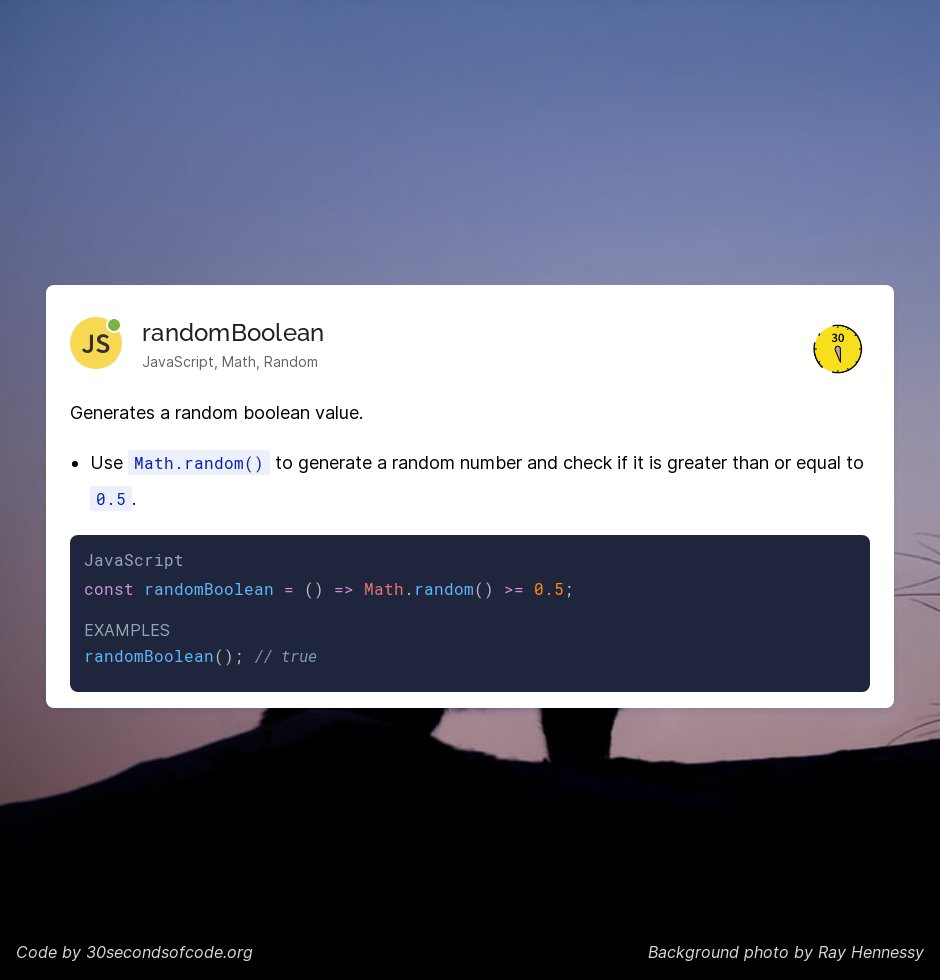 JS
randomBoolean
JavaScript, Math, Random
30
Generates a random boolean value.
Use Math.random() to generate a random number and check if it is greater than or equal to
0.5.
JavaScript
const randomBoolean = () => Math.random() >= 0.5;
EXAMPLES
randomBoolean(); // true
Code by 30secondsofcode.org
Background photo by Ray Hennessy